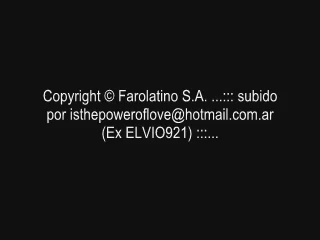 Copyright © Farolatino S.A. ...::: subido
por isthepoweroflove@hotmail.com.ar
(Ex ELVIO921) :::...